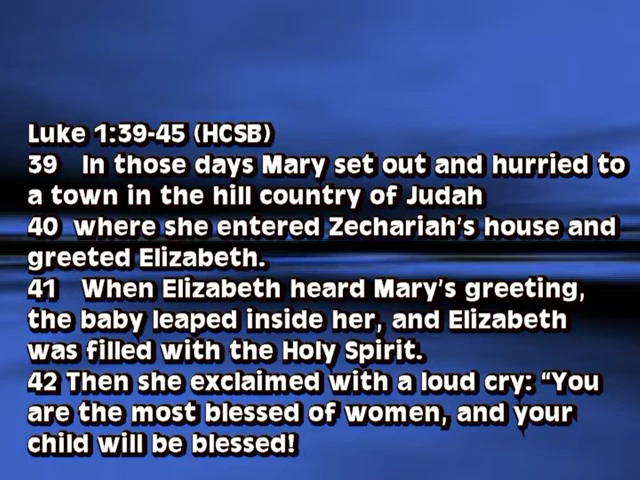 Luke 1:39-45 (HCSB)
39 In those days Mary set out and hurried to
a town in the hill country of Judah
40 where she entered Zechariah's house and
greeted Elizabeth.
41 When Elizabeth heard Mary's greeting,
the baby leaped inside her, and Elizabeth
was filled with the Holy Spirit.
42 Then she exclaimed with a loud cry: “You
are the most blessed of women, and your
child will be blessed!